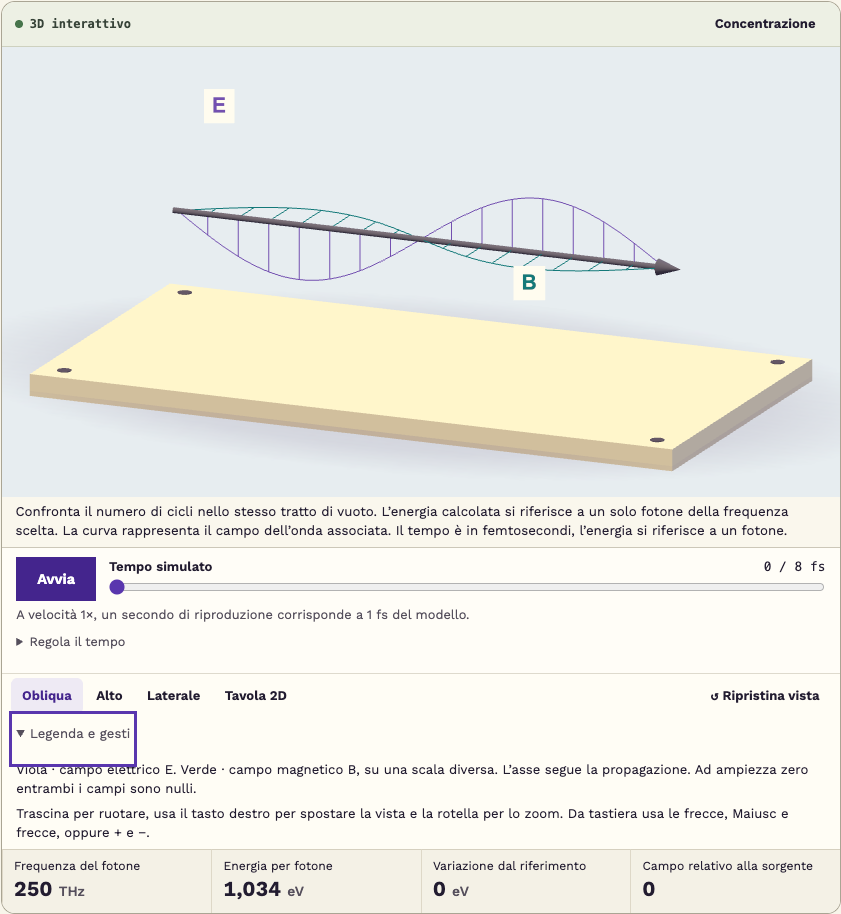 3D interattivo
Concentrazione
E
B
Confronta il numero di cicli nello stesso tratto di vuoto. L’energia calcolata si riferisce a un solo fotone della frequenza
scelta. La curva rappresenta il campo dell’onda associata. Il tempo è in femtosecondi, l’energia si riferisce a un fotone.
Avvia
Tempo simulato
0 / 8 fs
A velocità 1×, un secondo di riproduzione corrisponde a 1 fs del modello.
▶ Regola il tempo
Obliqua
Alto
Laterale
Tavola 2D
↺ Ripristina vista
▼ Legenda e gesti
Viola · campo elettrico E. Verde · campo magnetico B, su una scala diversa. L’asse segue la propagazione. Ad ampiezza zero
entrambi i campi sono nulli.
Trascina per ruotare, usa il tasto destro per spostare la vista e la rotella per lo zoom. Da tastiera usa le frecce, Maiusc e
frecce, oppure + e −.
Frequenza del fotone
250 THz
Energia per fotone
1,034 eV
Variazione dal riferimento
0 eV
Campo relativo alla sorgente
0